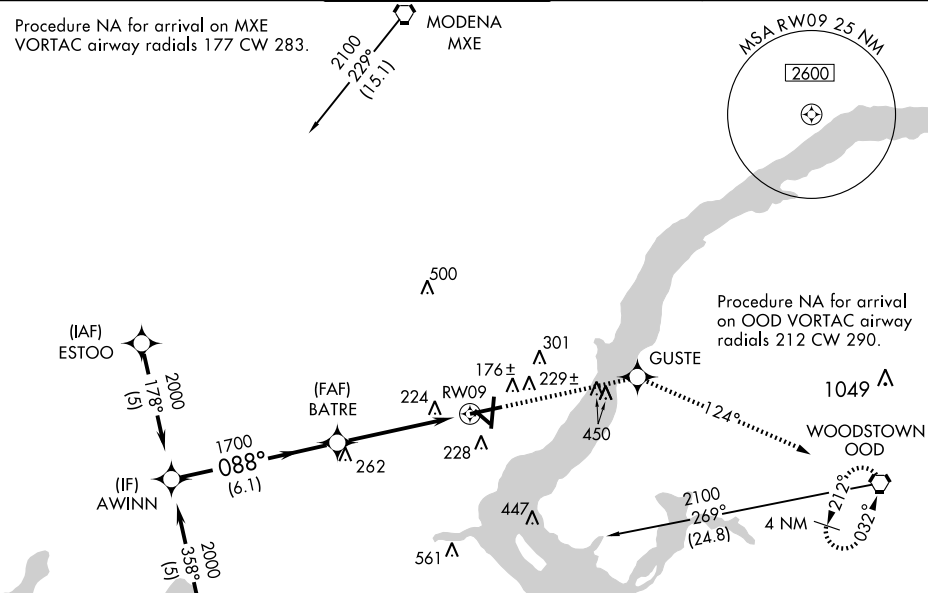 Procedure NA for arrival on MXE
VORTAC airway radials 177 CW 283.
MODENA
MXE
2100
229°
(15.1)
MSA RW09 25 NM
2600
500
Procedure NA for arrival
on OOD VORTAC airway
radials 212 CW 290.
(IAF)
ESTOO
2000
178°
(5)
301
GUSTE
176±
229±
(FAF)
BATRE
224
RW09
1049
450
124°
WOODSTOWN
OOD
1700
088°
(6.1)
262
228
(IF)
AWINN
212°
032°
4 NM
2100
269°
(24.8)
447
561
2000
358°
(5)